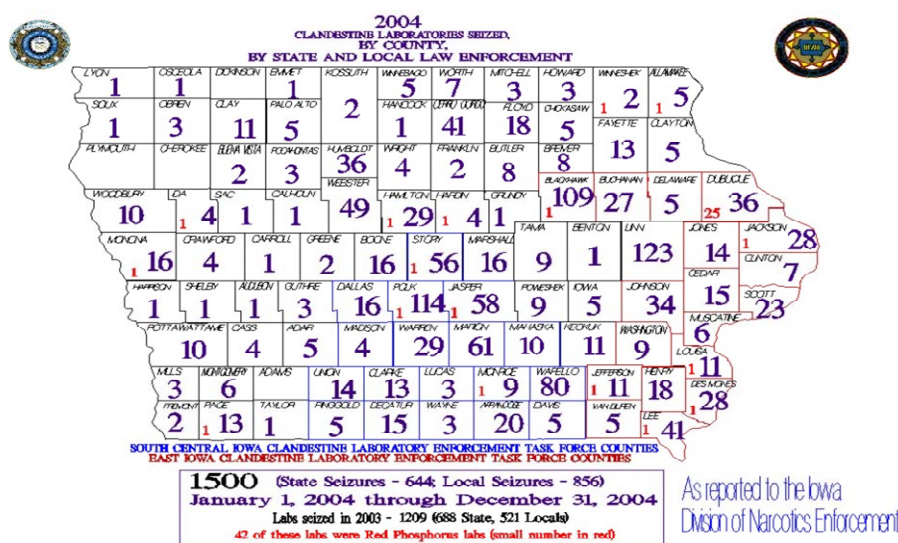 2004
CLANDESTINE LABORATORIES SEIZED,
BY COUNTY,
BY STATE AND LOCAL LAW ENFORCEMENT
LYON OSCEOLA DICKINSON EMMET KOSSUTH WINNEBAGO WORTH MITCHELL HOWARD WINNESHEK ALLAMAKEE
1 1 1 2 5 7 3 3 1 2 1 5
SIOUX OBRIEN CLAY PALO ALTO HANCOCK CERRO GORDO FLOYD CHICKASAW FAYETTE CLAYTON
1 3 11 5 1 41 18 5 13 5
PLYMOUTH CHEROKEE BUENA VISTA POCAHONTAS HUMBOLDT WRIGHT FRANKLIN BUTLER BREMER
2 3 36 4 2 8 8
WOODBURY IDA SAC CALHOUN WEBSTER HAMILTON HARDIN GRUNDY BLACKHAWK BUCHANAN DELAWARE DUBUQUE
10 1 4 1 1 49 1 29 1 4 1 1 109 27 5 25 36
MONONA CRAWFORD CARROLL GREENE BOONE STORY MARSHALL TAMA BENTON LINN JONES JACKSON
1 16 4 1 2 16 1 56 16 9 1 123 14 1 28
CLINTON
7
HARRISON SHELBY AUDUBON GUTHRIE DALLAS POLK JASPER POWESHIEK IOWA JOHNSON CEDAR SCOTT
1 1 1 3 16 1 114 1 58 9 5 34 15 23
POTTAWATTAMIE CASS ADAIR MADISON WARREN MARION MAHASKA KEOKUK WASHINGTON MUSCATINE
10 4 5 4 29 61 10 11 9 6
LOUISA
1 11
MILLS MONTGOMERY ADAMS UNION CLARKE LUCAS MONROE WAPELLO JEFFERSON HENRY DES MOINES
3 6 14 13 3 1 9 80 1 11 18 1 28
FREMONT PAGE TAYLOR RINGGOLD DECATUR WAYNE APPANOOSE DAVIS VAN BUREN LEE
2 1 13 1 5 15 3 20 5 5 1 41
SOUTH CENTRAL IOWA CLANDESTINE LABORATORY ENFORCEMENT TASK FORCE COUNTIES
EAST IOWA CLANDESTINE LABORATORY ENFORCEMENT TASK FORCE COUNTIES
1500 (State Seizures - 644; Local Seizures - 856)
January 1, 2004 through December 31, 2004
Labs seized in 2003 - 1209 (688 State, 521 Locals)
42 of these labs were Red Phosphorus labs (small number in red)
As reported to the Iowa
Division of Narcotics Enforcement